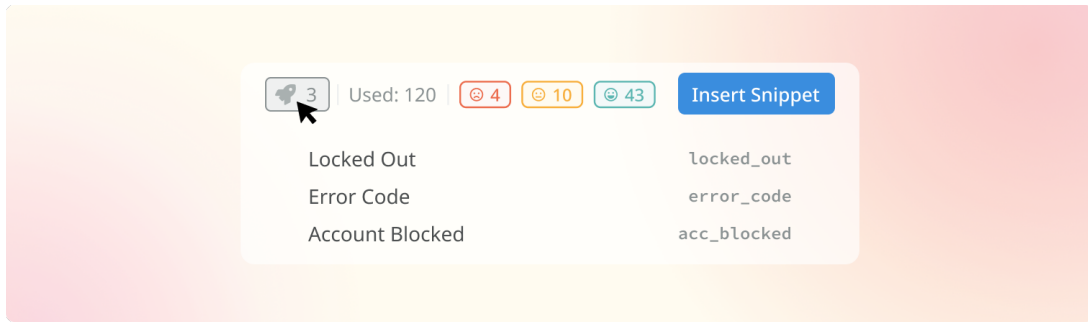 3 Used: 120 4 10 43 Insert Snippet
Locked Out locked_out
Error Code error_code
Account Blocked acc_blocked